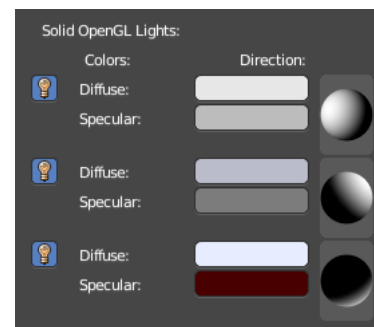 Solid OpenGL Lights:
Colors: Direction:
Diffuse:
Specular:
Diffuse:
Specular:
Diffuse:
Specular: